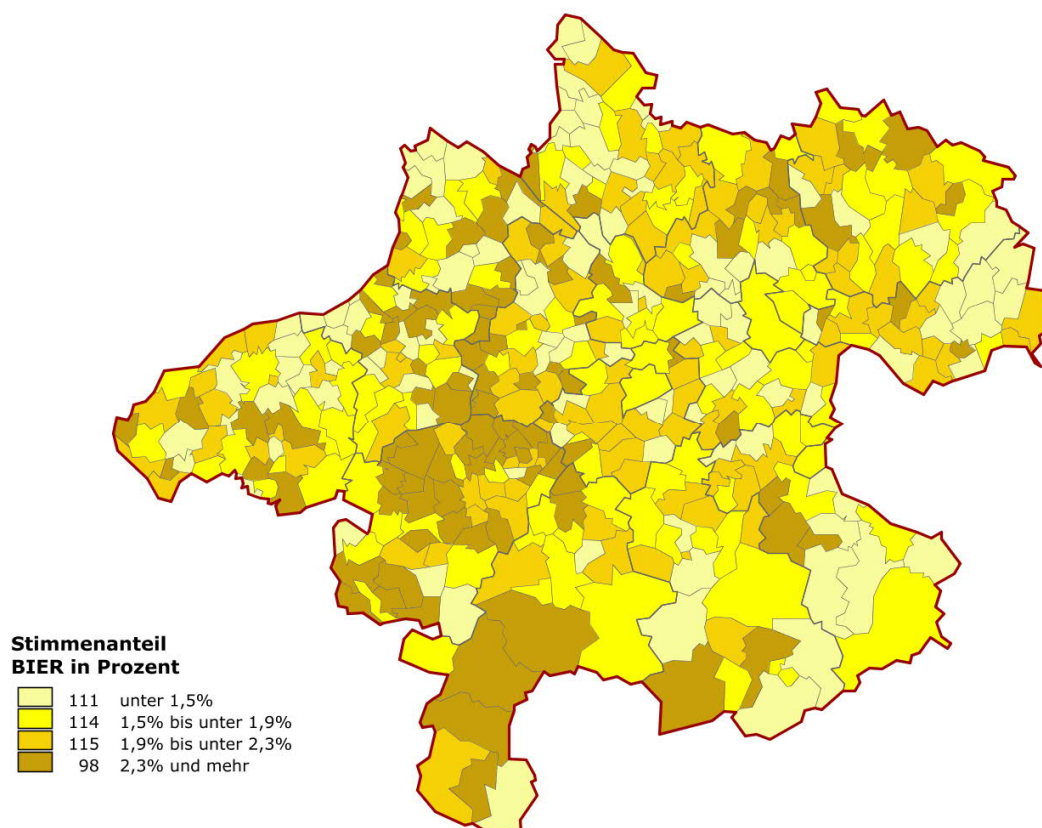 Stimmenanteil
BIER in Prozent
111 unter 1,5%
114 1,5% bis unter 1,9%
115 1,9% bis unter 2,3%
98 2,3% und mehr